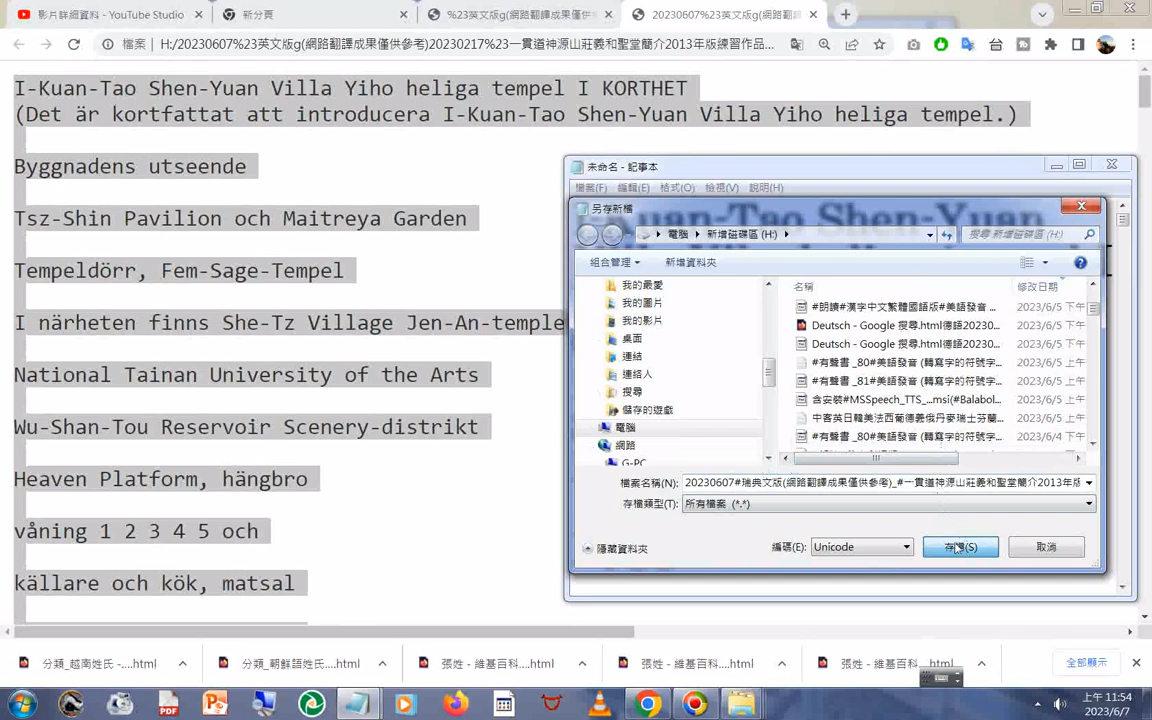 影片詳細資料 - YouTube Studio
新分頁
%23英文版g(網路翻譯成果僅供
20230607%23英文版g(網路翻譯
檔案 | H:/20230607%23英文版g(網路翻譯成果僅供參考)20230217%23一貫道神源山莊義和聖堂簡介2013年版練習作品...
I-Kuan-Tao Shen-Yuan Villa Yiho heliga tempel I KORTHET
(Det är kortfattat att introducera I-Kuan-Tao Shen-Yuan Villa Yiho heliga tempel.)
Byggnadens utseende
Tsz-Shin Pavilion och Maitreya Garden
Tempeldörr, Fem-Sage-Tempel
I närheten finns She-Tz Village Jen-An-temple
National Tainan University of the Arts
Wu-Shan-Tou Reservoir Scenery-distrikt
Heaven Platform, hängbro
våning 1 2 3 4 5 och
källare och kök, matsal
未命名 - 記事本
檔案(F) 編輯(E) 格式(O) 檢視(V) 說明(H)
另存新檔
電腦 新增磁碟區 (H:)
搜尋 新增磁碟區 (H:)
組合管理 新增資料夾
我的最愛
我的圖片
我的影片
桌面
連結
連絡人
搜尋
儲存的遊戲
電腦
網路
G-PC
名稱 修改日期
#朗讀#漢字中文繁體國語版#美語發音 ... 2023/6/5 下午
Deutsch - Google 搜尋.html德語20230... 2023/6/5 下午
Deutsch - Google 搜尋.html德語20230... 2023/6/5 下午
#有聲書 _80#美語發音 (轉寫字的符號字... 2023/6/5 上午
#有聲書 _81#美語發音 (轉寫字的符號字... 2023/6/5 上午
含安裝#MSSpeech_TTS_...msi(#Balabol... 2023/6/5 上午
中客英日韓美法西葡德義俄丹麥瑞士芬蘭... 2023/6/5 上午
#有聲書 _80#美語發音 (轉寫字的符號字... 2023/6/4 下午
檔案名稱(N): 20230607#瑞典文版(網路翻譯成果僅供參考)_#一貫道神源山莊義和聖堂簡介2013年版
存檔類型(T): 所有檔案 (*.*)
隱藏資料夾
編碼(E): Unicode
存檔(S)
取消
分類_越南姓氏 -....html
分類_朝鮮語姓氏....html
張姓 - 維基百科....html
張姓 - 維基百科....html
張姓 - 維基百科....html
全部顯示
上午 11:54
2023/6/7